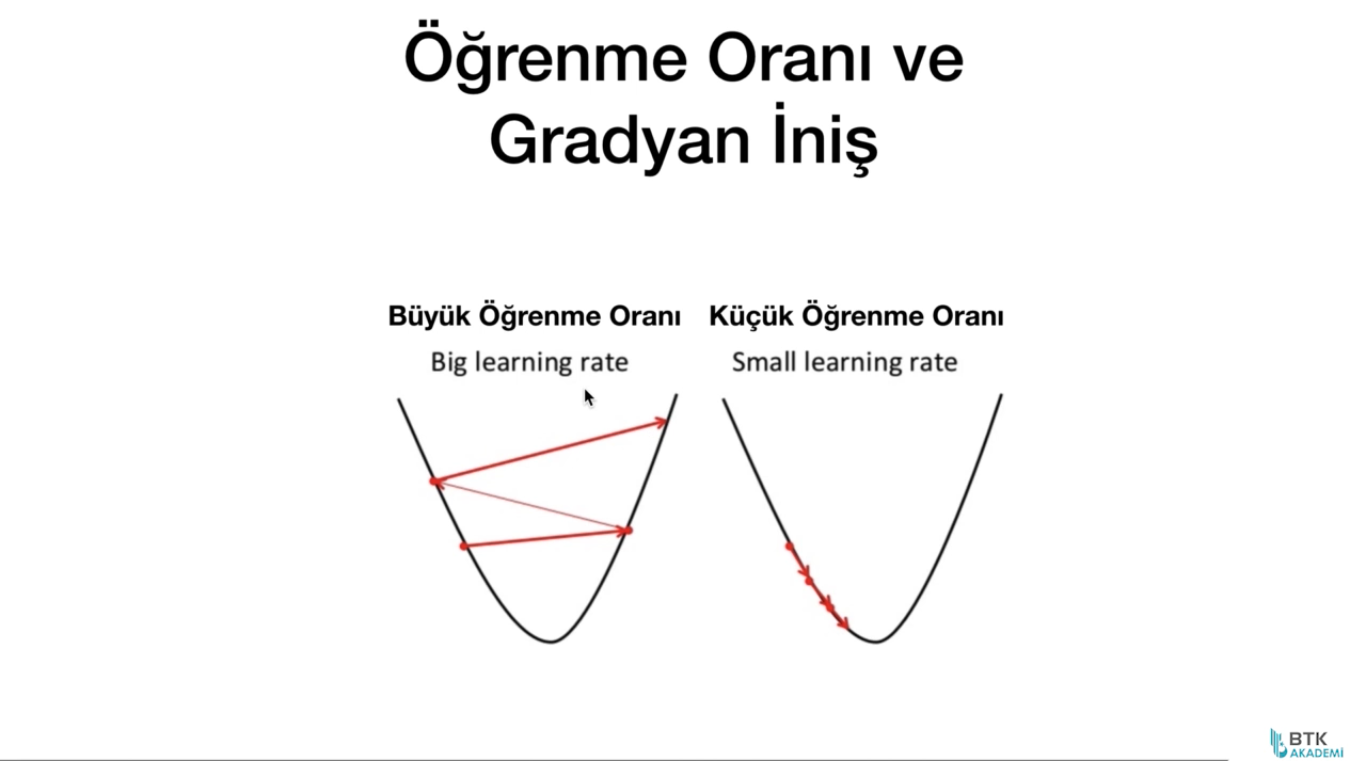 Öğrenme Oranı ve
Gradyan İniş
Büyük Öğrenme Oranı
Küçük Öğrenme Oranı
Big learning rate
Small learning rate
BTK
AKADEMİ